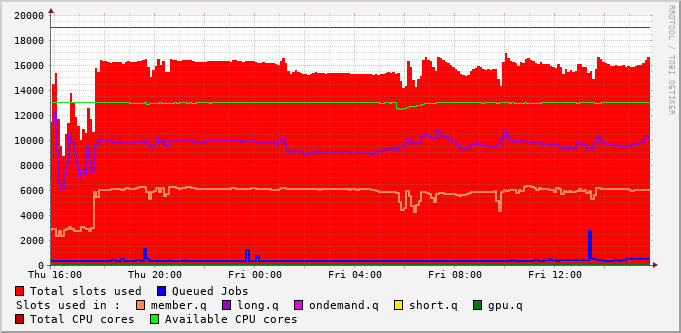 20000
18000
16000
14000
12000
10000
8000
6000
4000
2000
0
Thu 16:00 Thu 20:00 Fri 00:00 Fri 04:00 Fri 08:00 Fri 12:00
Total slots used Queued Jobs
Slots used in : member.q long.q ondemand.q short.q gpu.q
Total CPU cores Available CPU cores
RRDTOOL / TOBI OETIKER